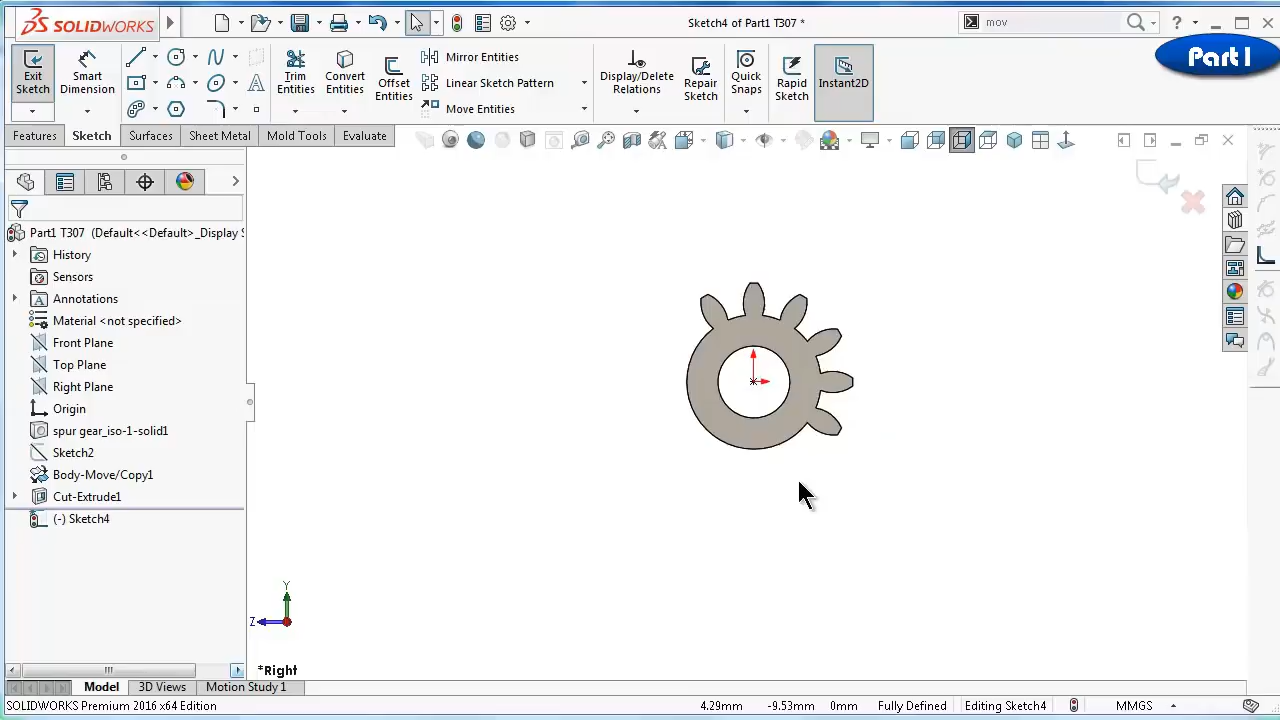 SOLIDWORKS
Sketch4 of Part1 T307 *
mov
?
Part I
Exit Sketch
Smart Dimension
Trim Entities
Convert Entities
Offset Entities
Mirror Entities
Linear Sketch Pattern
Move Entities
Display/Delete Relations
Repair Sketch
Quick Snaps
Rapid Sketch
Instant2D
Features
Sketch
Surfaces
Sheet Metal
Mold Tools
Evaluate
Part1 T307 (Default<<Default>_Display S
History
Sensors
Annotations
Material <not specified>
Front Plane
Top Plane
Right Plane
Origin
spur gear_iso-1-solid1
Sketch2
Body-Move/Copy1
Cut-Extrude1
(-) Sketch4
Y
Z
*Right
Model
3D Views
Motion Study 1
SOLIDWORKS Premium 2016 x64 Edition
4.29mm
-9.53mm
0mm
Fully Defined
Editing Sketch4
MMGS